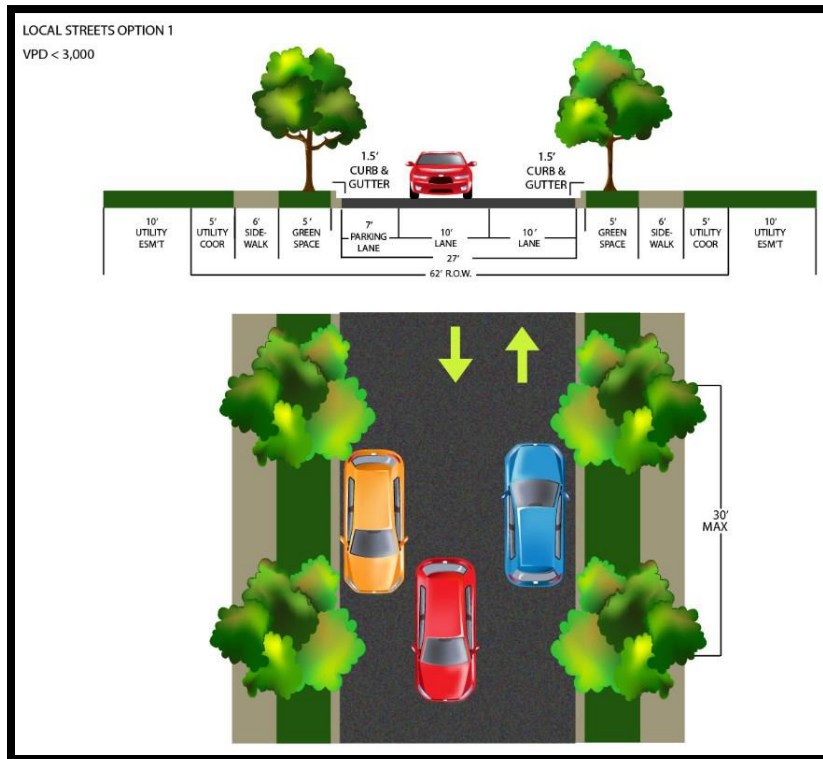 LOCAL STREETS OPTION 1
VPD < 3,000
1.5'
CURB &
GUTTER
1.5'
CURB &
GUTTER
10'
UTILITY
ESM'T
5'
UTILITY
COOR
6'
SIDE-
WALK
5'
GREEN
SPACE
7'
PARKING
LANE
10'
LANE
10'
LANE
5'
GREEN
SPACE
6'
SIDE-
WALK
5'
UTILITY
COOR
10'
UTILITY
ESM'T
27'
62' R.O.W.
30'
MAX